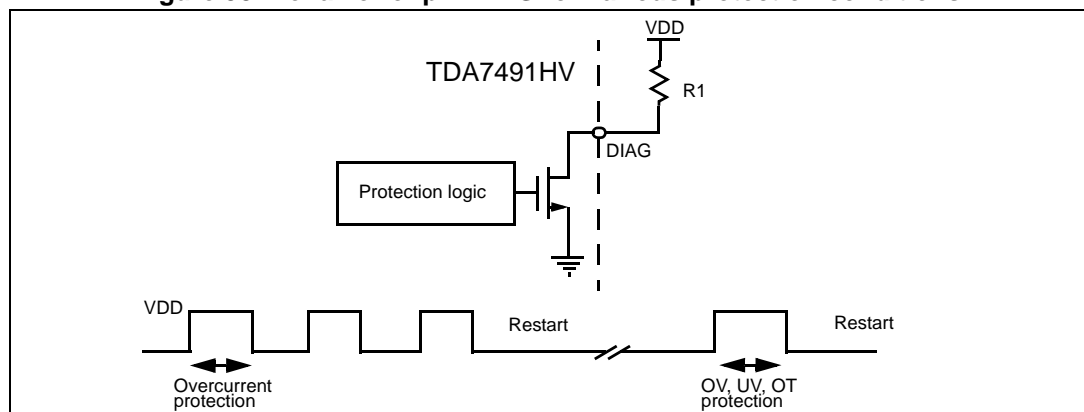 VDD
TDA7491HV
R1
DIAG
Protection logic
VDD
Restart
Restart
Overcurrent
protection
OV, UV, OT
protection